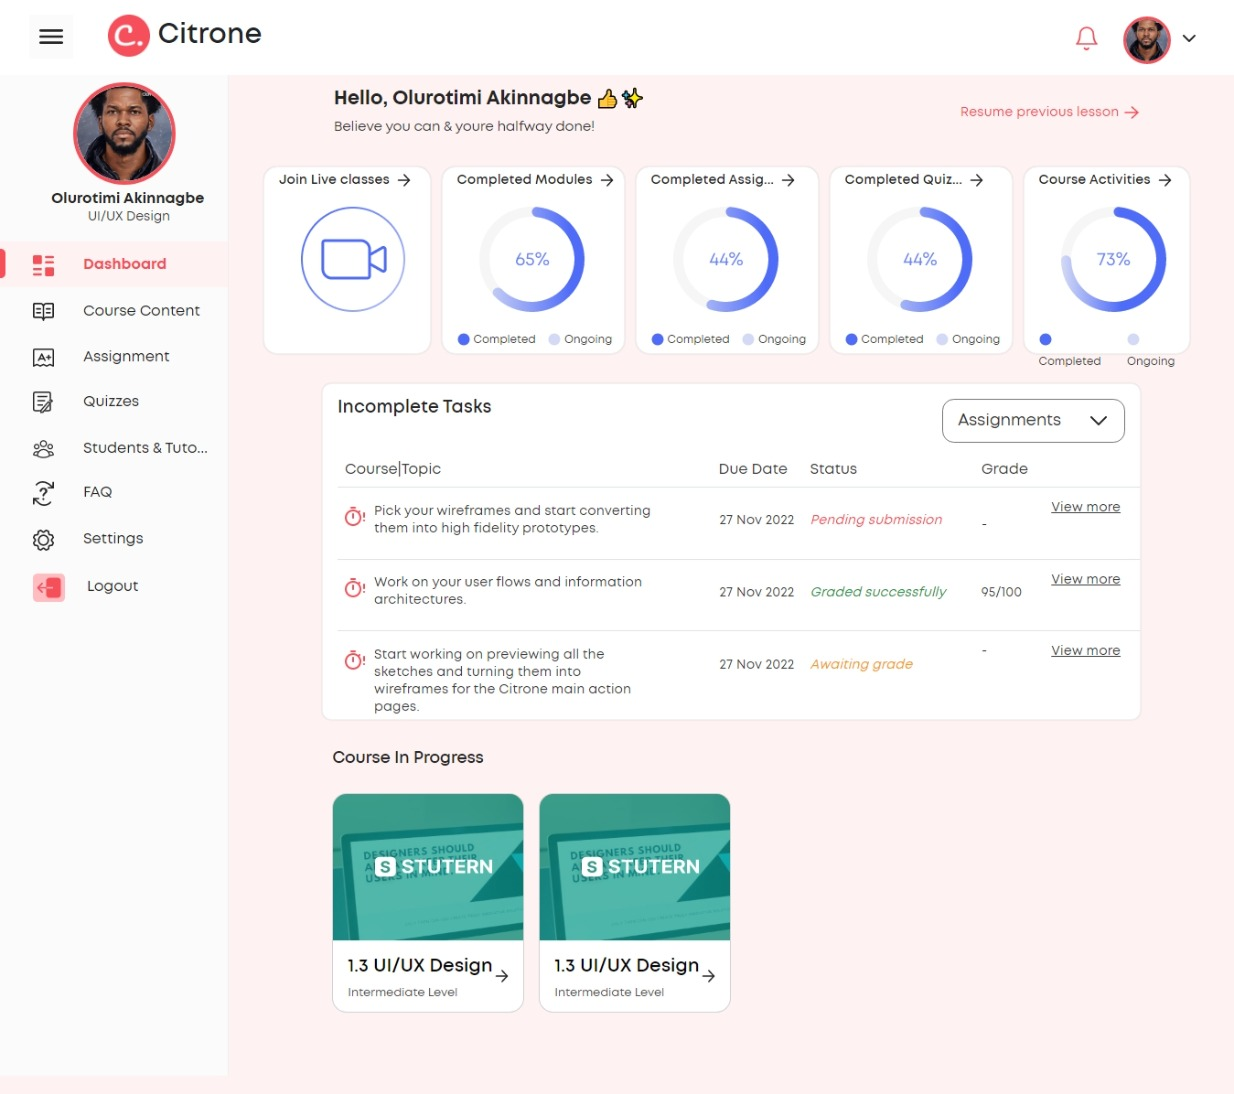 Citrone
Olurotimi Akinnagbe
UI/UX Design
Dashboard
Course Content
Assignment
Quizzes
Students & Tuto...
FAQ
Settings
Logout
Hello, Olurotimi Akinnagbe 👍✨
Believe you can & youre halfway done!
Resume previous lesson →
Join Live classes →
Completed Modules →
65%
Completed Ongoing
Completed Assig... →
44%
Completed Ongoing
Completed Quiz... →
44%
Completed Ongoing
Course Activities →
73%
Completed Ongoing
Incomplete Tasks
Assignments
Course|Topic Due Date Status Grade
Pick your wireframes and start converting
them into high fidelity prototypes.
27 Nov 2022 Pending submission - View more
Work on your user flows and information
architectures.
27 Nov 2022 Graded successfully 95/100 View more
Start working on previewing all the
sketches and turning them into
wireframes for the Citrone main action
pages.
27 Nov 2022 Awaiting grade - View more
Course In Progress
DESIGNERS SHOULD
S STUTERN
USERS IN MIND
1.3 UI/UX Design →
Intermediate Level
DESIGNERS SHOULD
S STUTERN
USERS IN MIND
1.3 UI/UX Design →
Intermediate Level